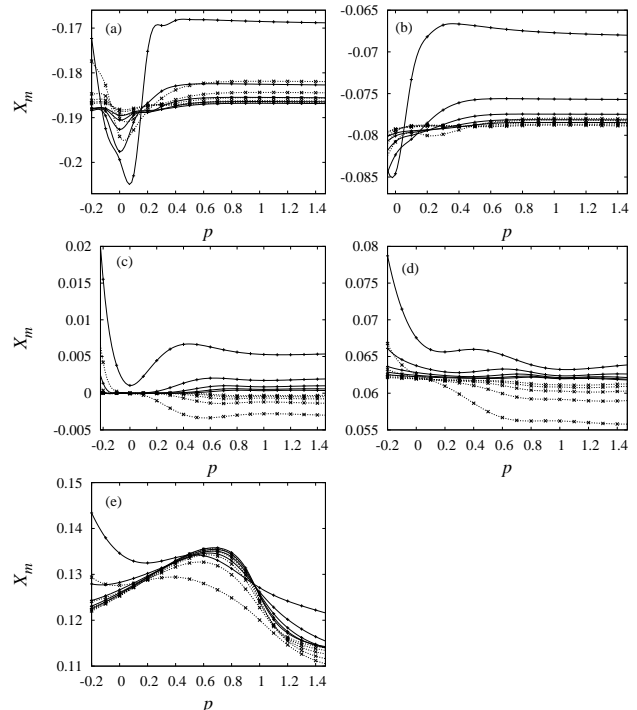 -0.17
(a)
-0.18
X_m
-0.19
-0.2
-0.2 0 0.2 0.4 0.6 0.8 1 1.2 1.4
p
-0.065
(b)
-0.07
X_m
-0.075
-0.08
-0.085
0 0.2 0.4 0.6 0.8 1 1.2 1.4
p
0.02
(c)
0.015
0.01
X_m
0.005
0
-0.005
-0.2 0 0.2 0.4 0.6 0.8 1 1.2 1.4
p
0.08
(d)
0.075
0.07
X_m
0.065
0.06
0.055
-0.2 0 0.2 0.4 0.6 0.8 1 1.2 1.4
p
0.15
(e)
0.14
X_m
0.13
0.12
0.11
-0.2 0 0.2 0.4 0.6 0.8 1 1.2 1.4
p